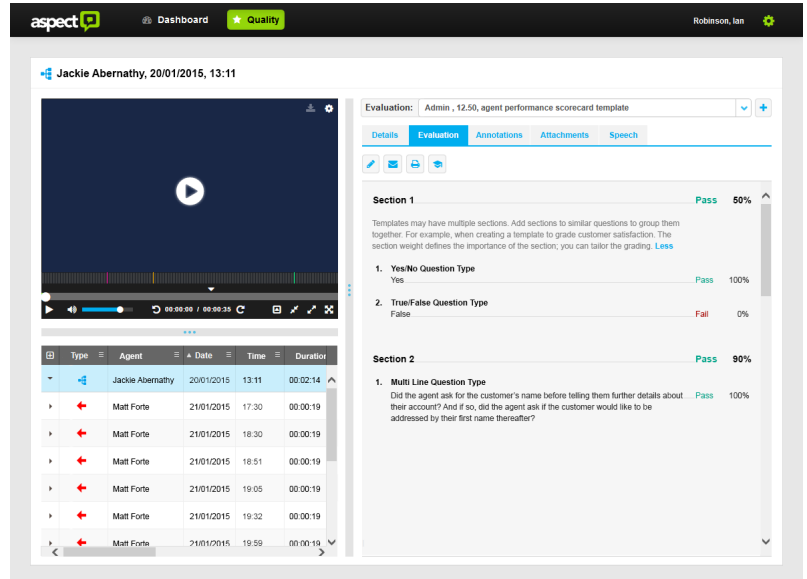 aspect
Dashboard
Quality
Robinson, Ian
Jackie Abernathy, 20/01/2015, 13:11
Evaluation: Admin , 12.50, agent performance scorecard template
Details Evaluation Annotations Attachments Speech
Section 1 Pass 50%
Templates may have multiple sections. Add sections to similar questions to group them
together. For example, when creating a template to grade customer satisfaction. The
section weight defines the importance of the section; you can tailor the grading. Less
1. Yes/No Question Type
Yes Pass 100%
2. True/False Question Type
False Fail 0%
Section 2 Pass 90%
1. Multi Line Question Type
Did the agent ask for the customer's name before telling them further details about Pass 100%
their account? And if so, did the agent ask if the customer would like to be
addressed by their first name thereafter?
00:00:00 / 00:00:35
Type Agent Date Time Duration
Jackie Abernathy 20/01/2015 13:11 00:02:14
Matt Forte 21/01/2015 17:30 00:00:19
Matt Forte 21/01/2015 18:30 00:00:19
Matt Forte 21/01/2015 18:51 00:00:19
Matt Forte 21/01/2015 19:05 00:00:19
Matt Forte 21/01/2015 19:32 00:00:19
Matt Forte 21/01/2015 19:59 00:00:19